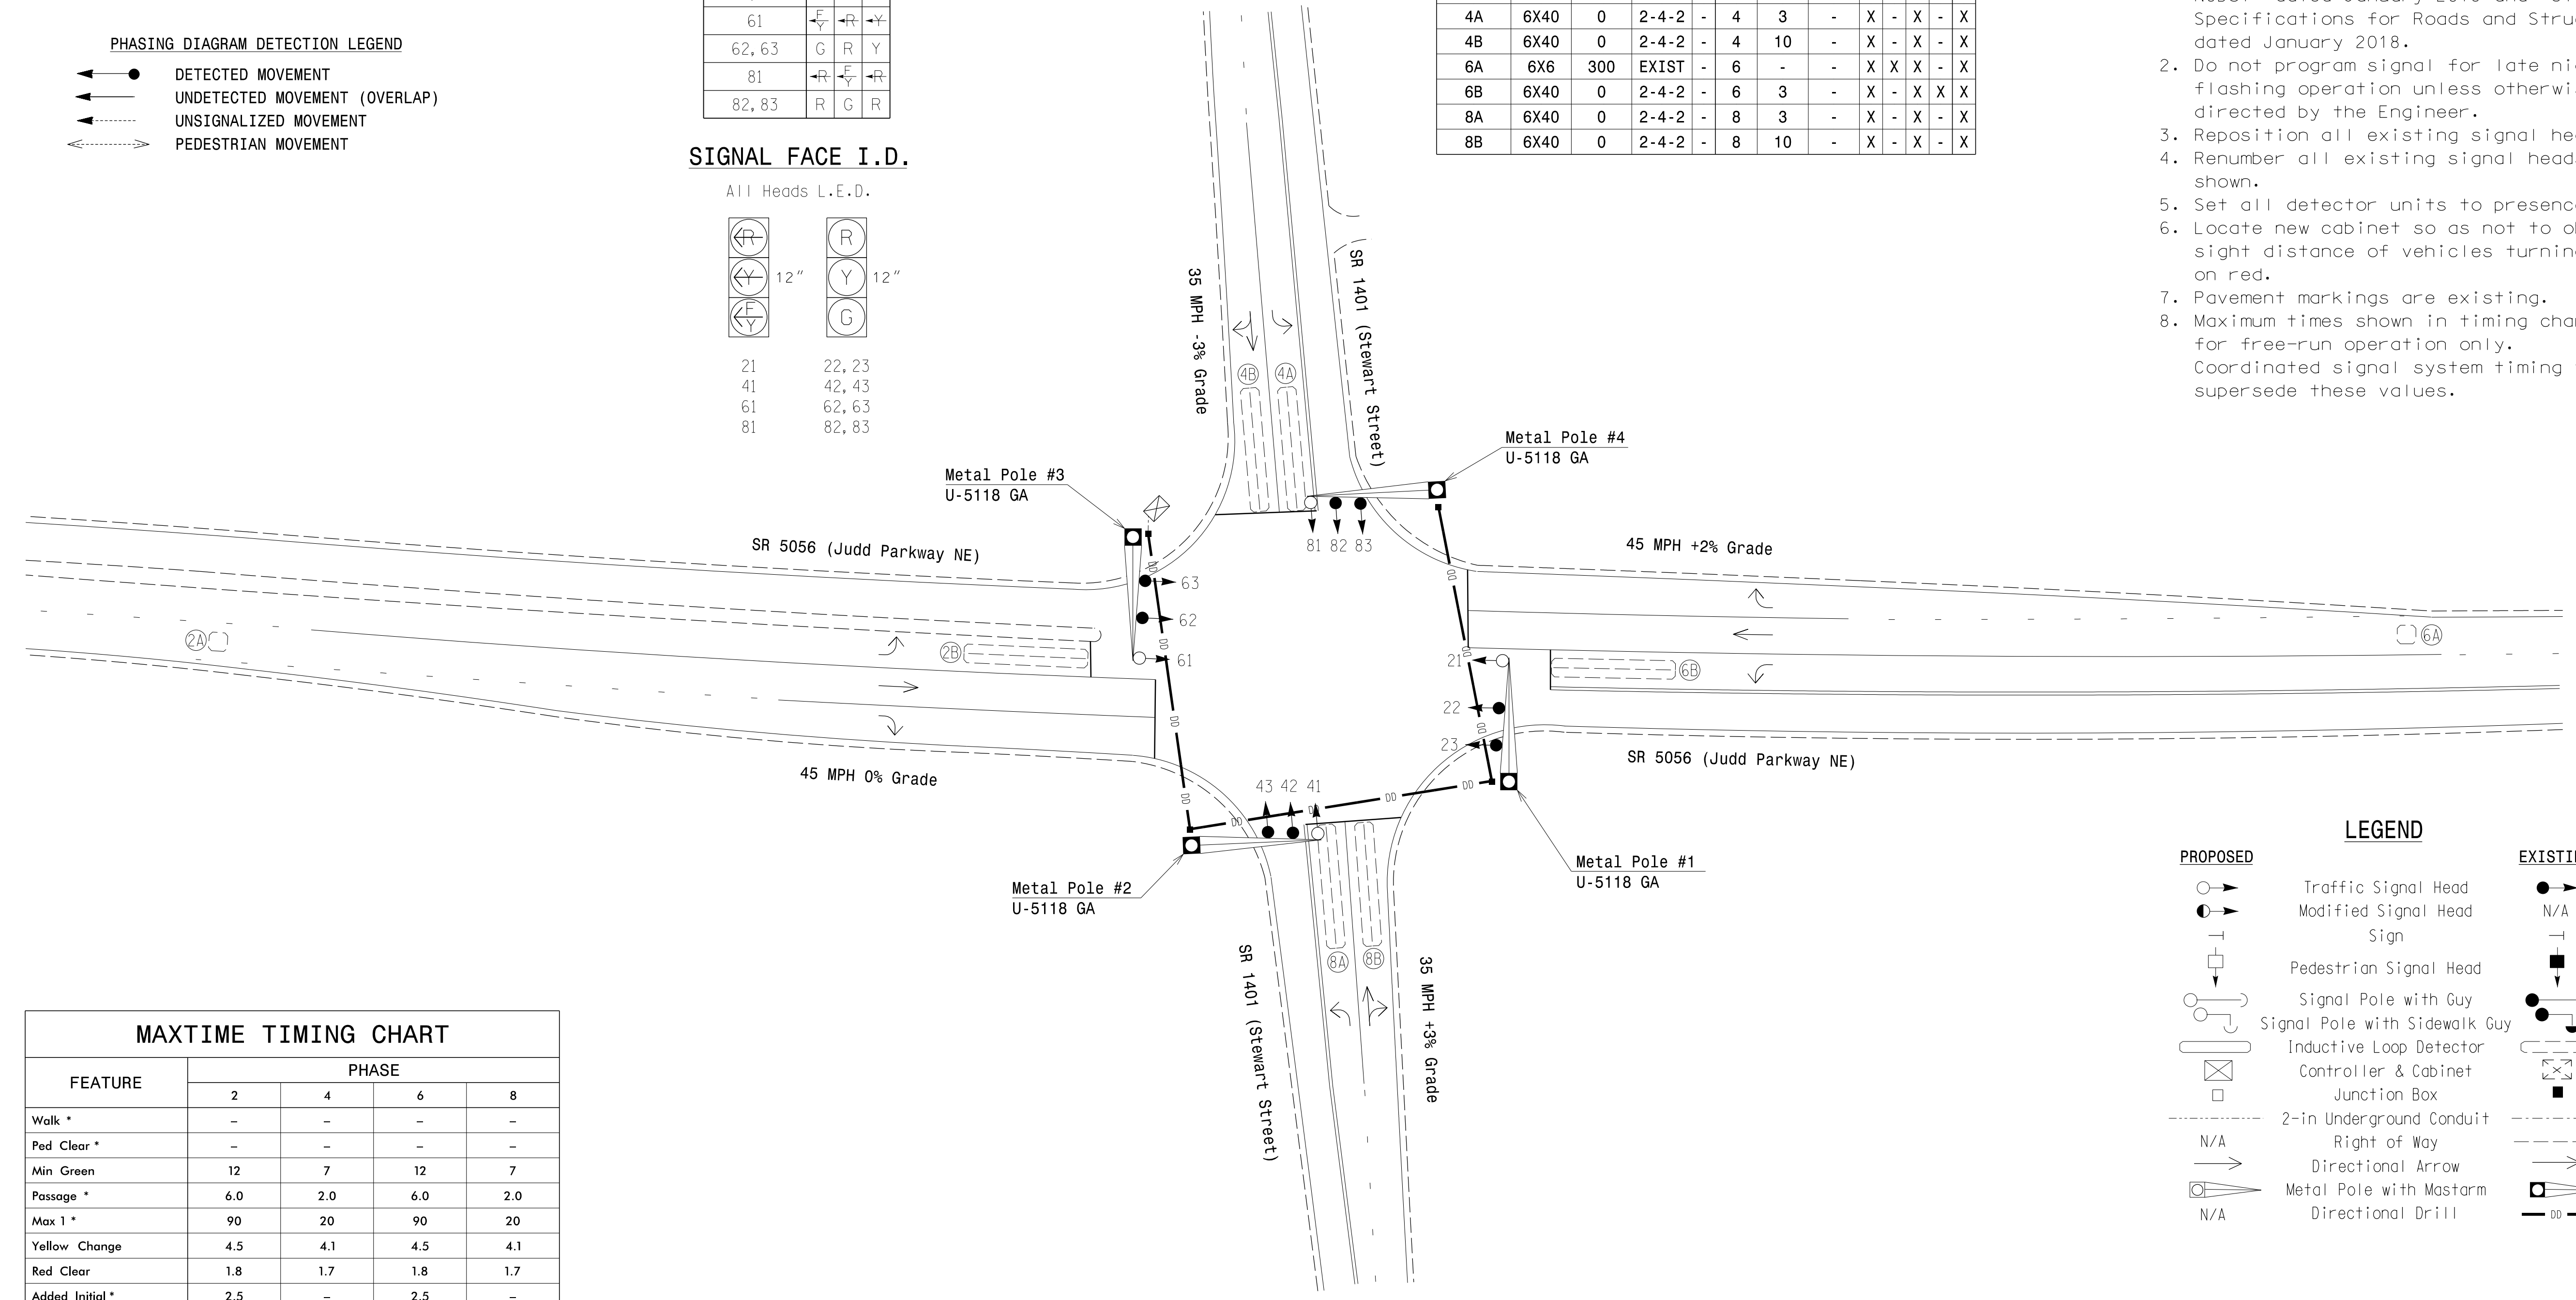 PHASING DIAGRAM DETECTION LEGEND
DETECTED MOVEMENT
UNDETECTED MOVEMENT (OVERLAP)
UNSIGNALIZED MOVEMENT
PEDESTRIAN MOVEMENT
61 F Y R Y
62,63 G R Y
81 R F Y R
82,83 R G R
SIGNAL FACE I.D.
All Heads L.E.D.
R R
Y 12" Y 12"
F Y G
21 22,23
41 42,43
61 62,63
81 82,83
4A 6X40 0 2-4-2 - 4 3 - X - X - X
4B 6X40 0 2-4-2 - 4 10 - X - X - X
6A 6X6 300 EXIST - 6 - - X X X - X
6B 6X40 0 2-4-2 - 6 3 - X - X X X
8A 6X40 0 2-4-2 - 8 3 - X - X - X
8B 6X40 0 2-4-2 - 8 10 - X - X - X
Specifications for Roads and
dated January 2018.
2. Do not program signal for late
flashing operation unless
directed by the Engineer.
3. Reposition all existing signal
4. Renumber all existing signal
shown.
5. Set all detector units to
6. Locate new cabinet so as not to
sight distance of vehicles
on red.
7. Pavement markings are existing.
8. Maximum times shown in timing
for free-run operation only.
Coordinated signal system timing
supersede these values.
35 MPH -3% Grade
SR 1401 (Stewart Street)
4B 4A
Metal Pole #3
U-5118 GA
Metal Pole #4
U-5118 GA
81 82 83
SR 5056 (Judd Parkway NE)
45 MPH +2% Grade
63
62
61
2A
2B
21
22
23
6B
6A
DD
DD
DD
DD
DD
DD
DD
DD
DD
DD
DD
45 MPH 0% Grade
SR 5056 (Judd Parkway NE)
43 42 41
Metal Pole #2
U-5118 GA
Metal Pole #1
U-5118 GA
8A 8B
SR 1401 (Stewart Street)
35 MPH +3% Grade
MAXTIME TIMING CHART
FEATURE PHASE
2 4 6 8
Walk * – – – –
Ped Clear * – – – –
Min Green 12 7 12 7
Passage * 6.0 2.0 6.0 2.0
Max 1 * 90 20 90 20
Yellow Change 4.5 4.1 4.5 4.1
Red Clear 1.8 1.7 1.8 1.7
Added Initial * 2.5 – 2.5 –
LEGEND
PROPOSED
Traffic Signal Head
Modified Signal Head N/A
Sign
Pedestrian Signal Head
Signal Pole with Guy
Signal Pole with Sidewalk Guy
Inductive Loop Detector
Controller & Cabinet
Junction Box
2-in Underground Conduit
N/A Right of Way
Directional Arrow
Metal Pole with Mastarm
N/A Directional Drill DD